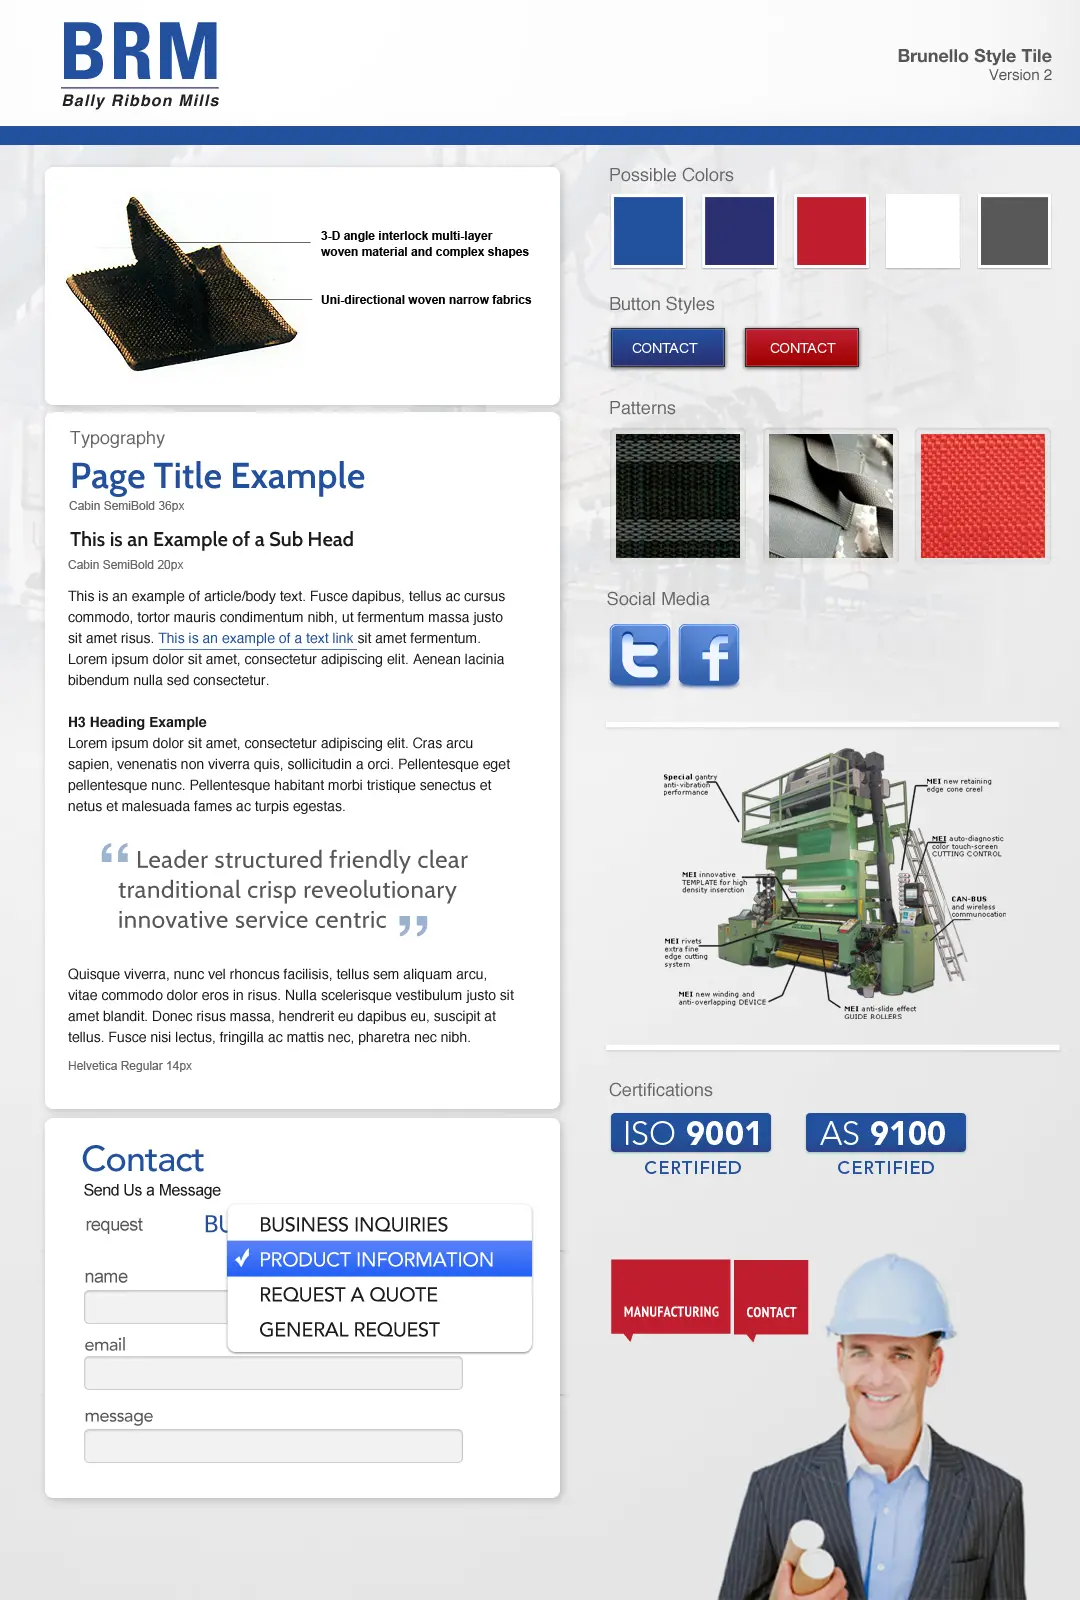 BRM
Bally Ribbon Mills
Brunello Style Tile
Version 2
3-D angle interlock multi-layer
woven material and complex shapes
Uni-directional woven narrow fabrics
Typography
Page Title Example
Cabin SemiBold 36px
This is an Example of a Sub Head
Cabin SemiBold 20px
This is an example of article/body text. Fusce dapibus, tellus ac cursus
commodo, tortor mauris condimentum nibh, ut fermentum massa justo
sit amet risus. This is an example of a text link sit amet fermentum.
Lorem ipsum dolor sit amet, consectetur adipiscing elit. Aenean lacinia
bibendum nulla sed consectetur.
H3 Heading Example
Lorem ipsum dolor sit amet, consectetur adipiscing elit. Cras arcu
sapien, venenatis non viverra quis, sollicitudin a orci. Pellentesque eget
pellentesque nunc. Pellentesque habitant morbi tristique senectus et
netus et malesuada fames ac turpis egestas.
“ Leader structured friendly clear
tranditional crisp reveolutionary
innovative service centric ”
Quisque viverra, nunc vel rhoncus facilisis, tellus sem aliquam arcu,
vitae commodo dolor eros in risus. Nulla scelerisque vestibulum justo sit
amet blandit. Donec risus massa, hendrerit eu dapibus eu, suscipit at
tellus. Fusce nisi lectus, fringilla ac mattis nec, pharetra nec nibh.
Helvetica Regular 14px
Contact
Send Us a Message
request
BU
BUSINESS INQUIRIES
✓ PRODUCT INFORMATION
REQUEST A QUOTE
GENERAL REQUEST
name
email
message
Possible Colors
Button Styles
CONTACT
CONTACT
Patterns
Social Media
Special gantry
anti-vibration
performance
MEI new retaining
edge cone creel
MEI auto-diagnostic
color touch-screen
CUTTING CONTROL
MEI innovative
TEMPLATE for high
density inserction
CAN-BUS
and wireless
communocation
MEI rivets
extra fine
edge cutting
system
MEI new winding and
anti-overlapping DEVICE
MEI anti-slide effect
GUIDE ROLLERS
Certifications
ISO 9001
CERTIFIED
AS 9100
CERTIFIED
MANUFACTURING
CONTACT